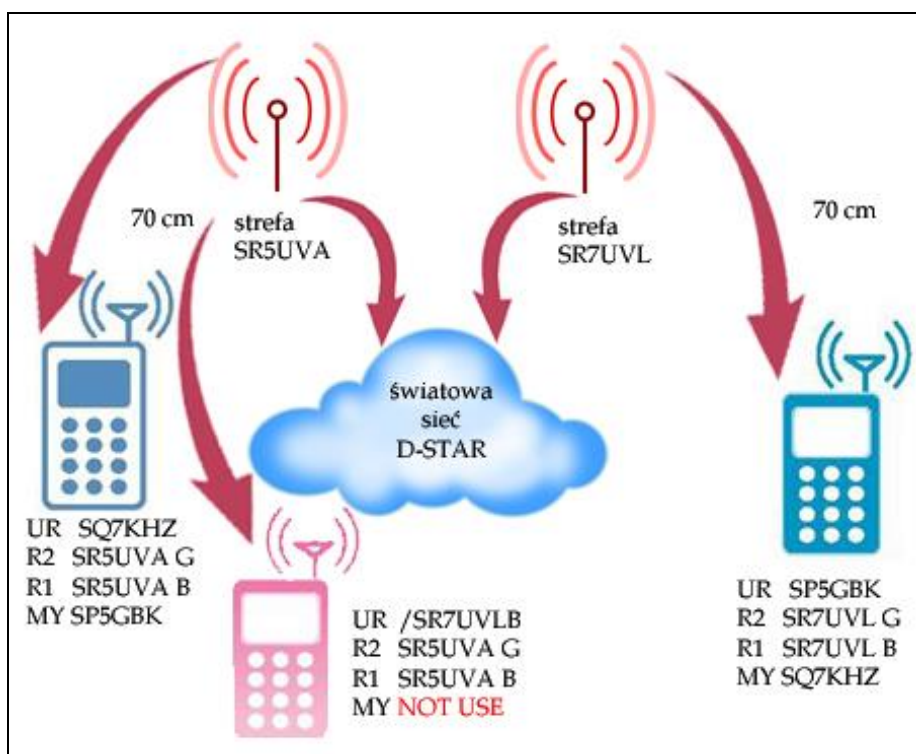 70 cm
strefa
SR5UVA
strefa
SR7UVL
70 cm
światowa
sieć
D-STAR
UR SQ7KHZ
R2 SR5UVA G
R1 SR5UVA B
MY SP5GBK
UR /SR7UVLB
R2 SR5UVA G
R1 SR5UVA B
MY NOT USE
UR SP5GBK
R2 SR7UVL G
R1 SR7UVL B
MY SQ7KHZ